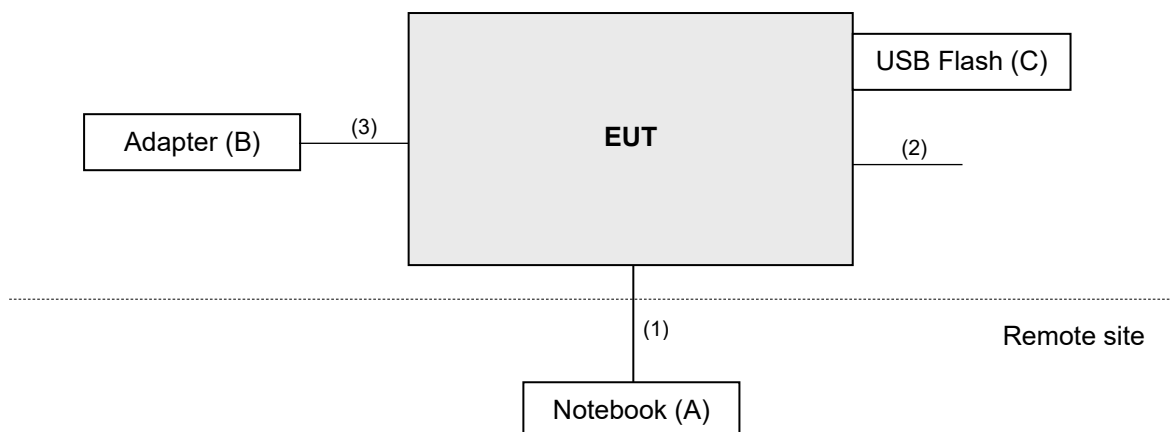 USB Flash (C)
Adapter (B)
(3)
EUT
(2)
(1)
Remote site
Notebook (A)